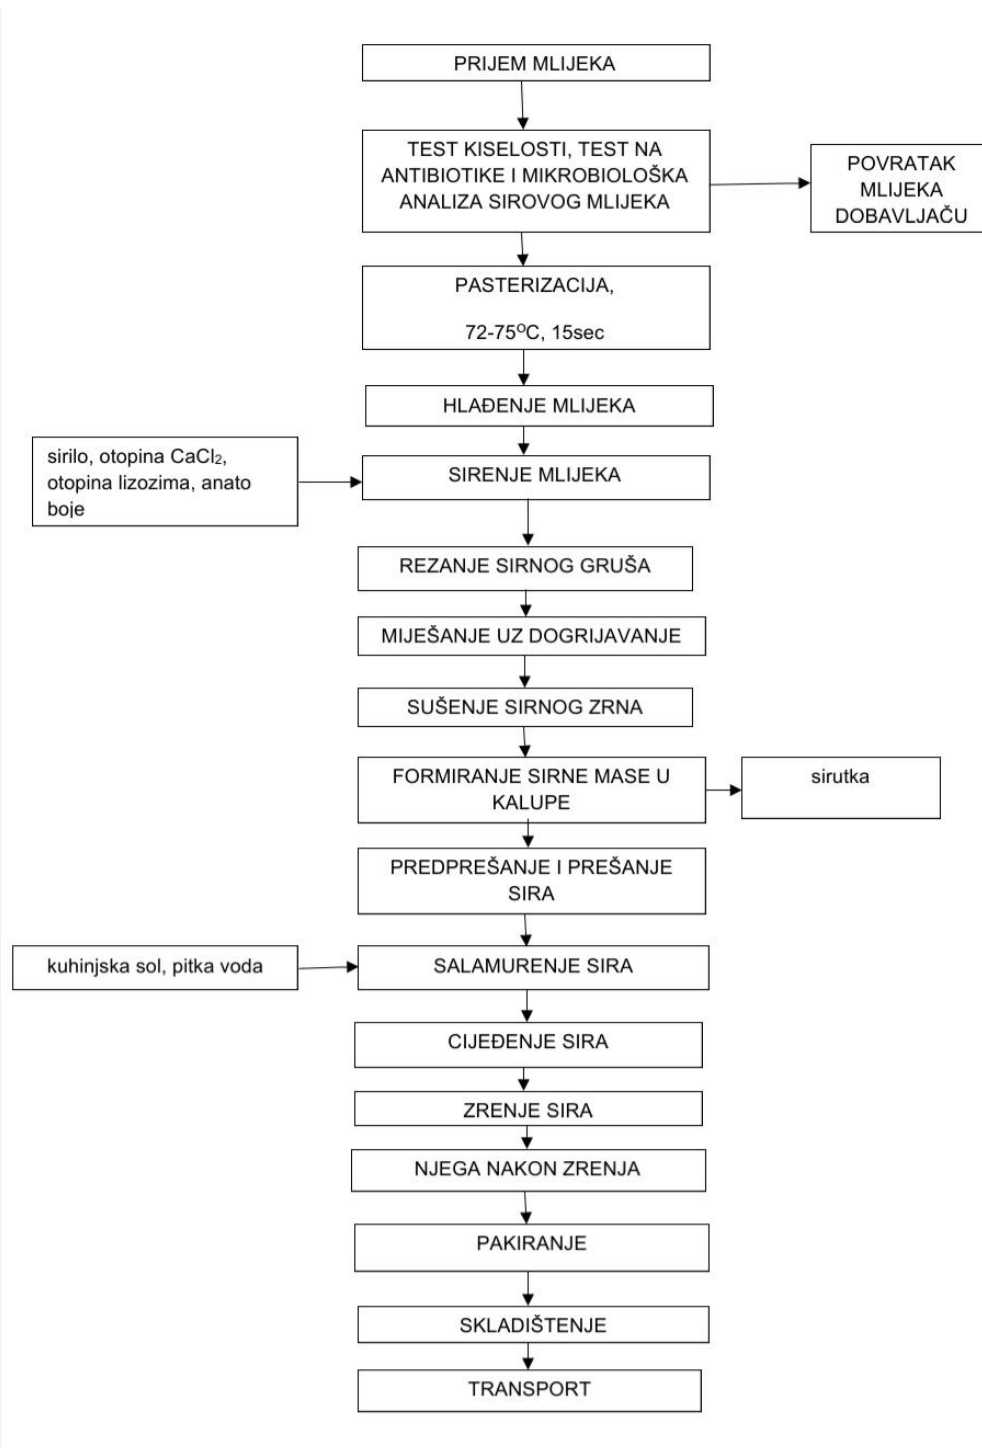 PRIJEM MLIJEKA
TEST KISELOSTI, TEST NA
ANTIBIOTIKE I MIKROBIOLOŠKA
ANALIZA SIROVOG MLIJEKA
POVRATAK
MLIJEKA
DOBAVLJAČU
PASTERIZACIJA,
72-75ᴼC, 15sec
HLAĐENJE MLIJEKA
sirilo, otopina CaCl₂,
otopina lizozima, anato
boje
SIRENJE MLIJEKA
REZANJE SIRNOG GRUŠA
MIJEŠANJE UZ DOGRIJAVANJE
SUŠENJE SIRNOG ZRNA
FORMIRANJE SIRNE MASE U
KALUPE
sirutka
PREDPREŠANJE I PREŠANJE
SIRA
kuhinjska sol, pitka voda
SALAMURENJE SIRA
CIJEĐENJE SIRA
ZRENJE SIRA
NJEGA NAKON ZRENJA
PAKIRANJE
SKLADIŠTENJE
TRANSPORT